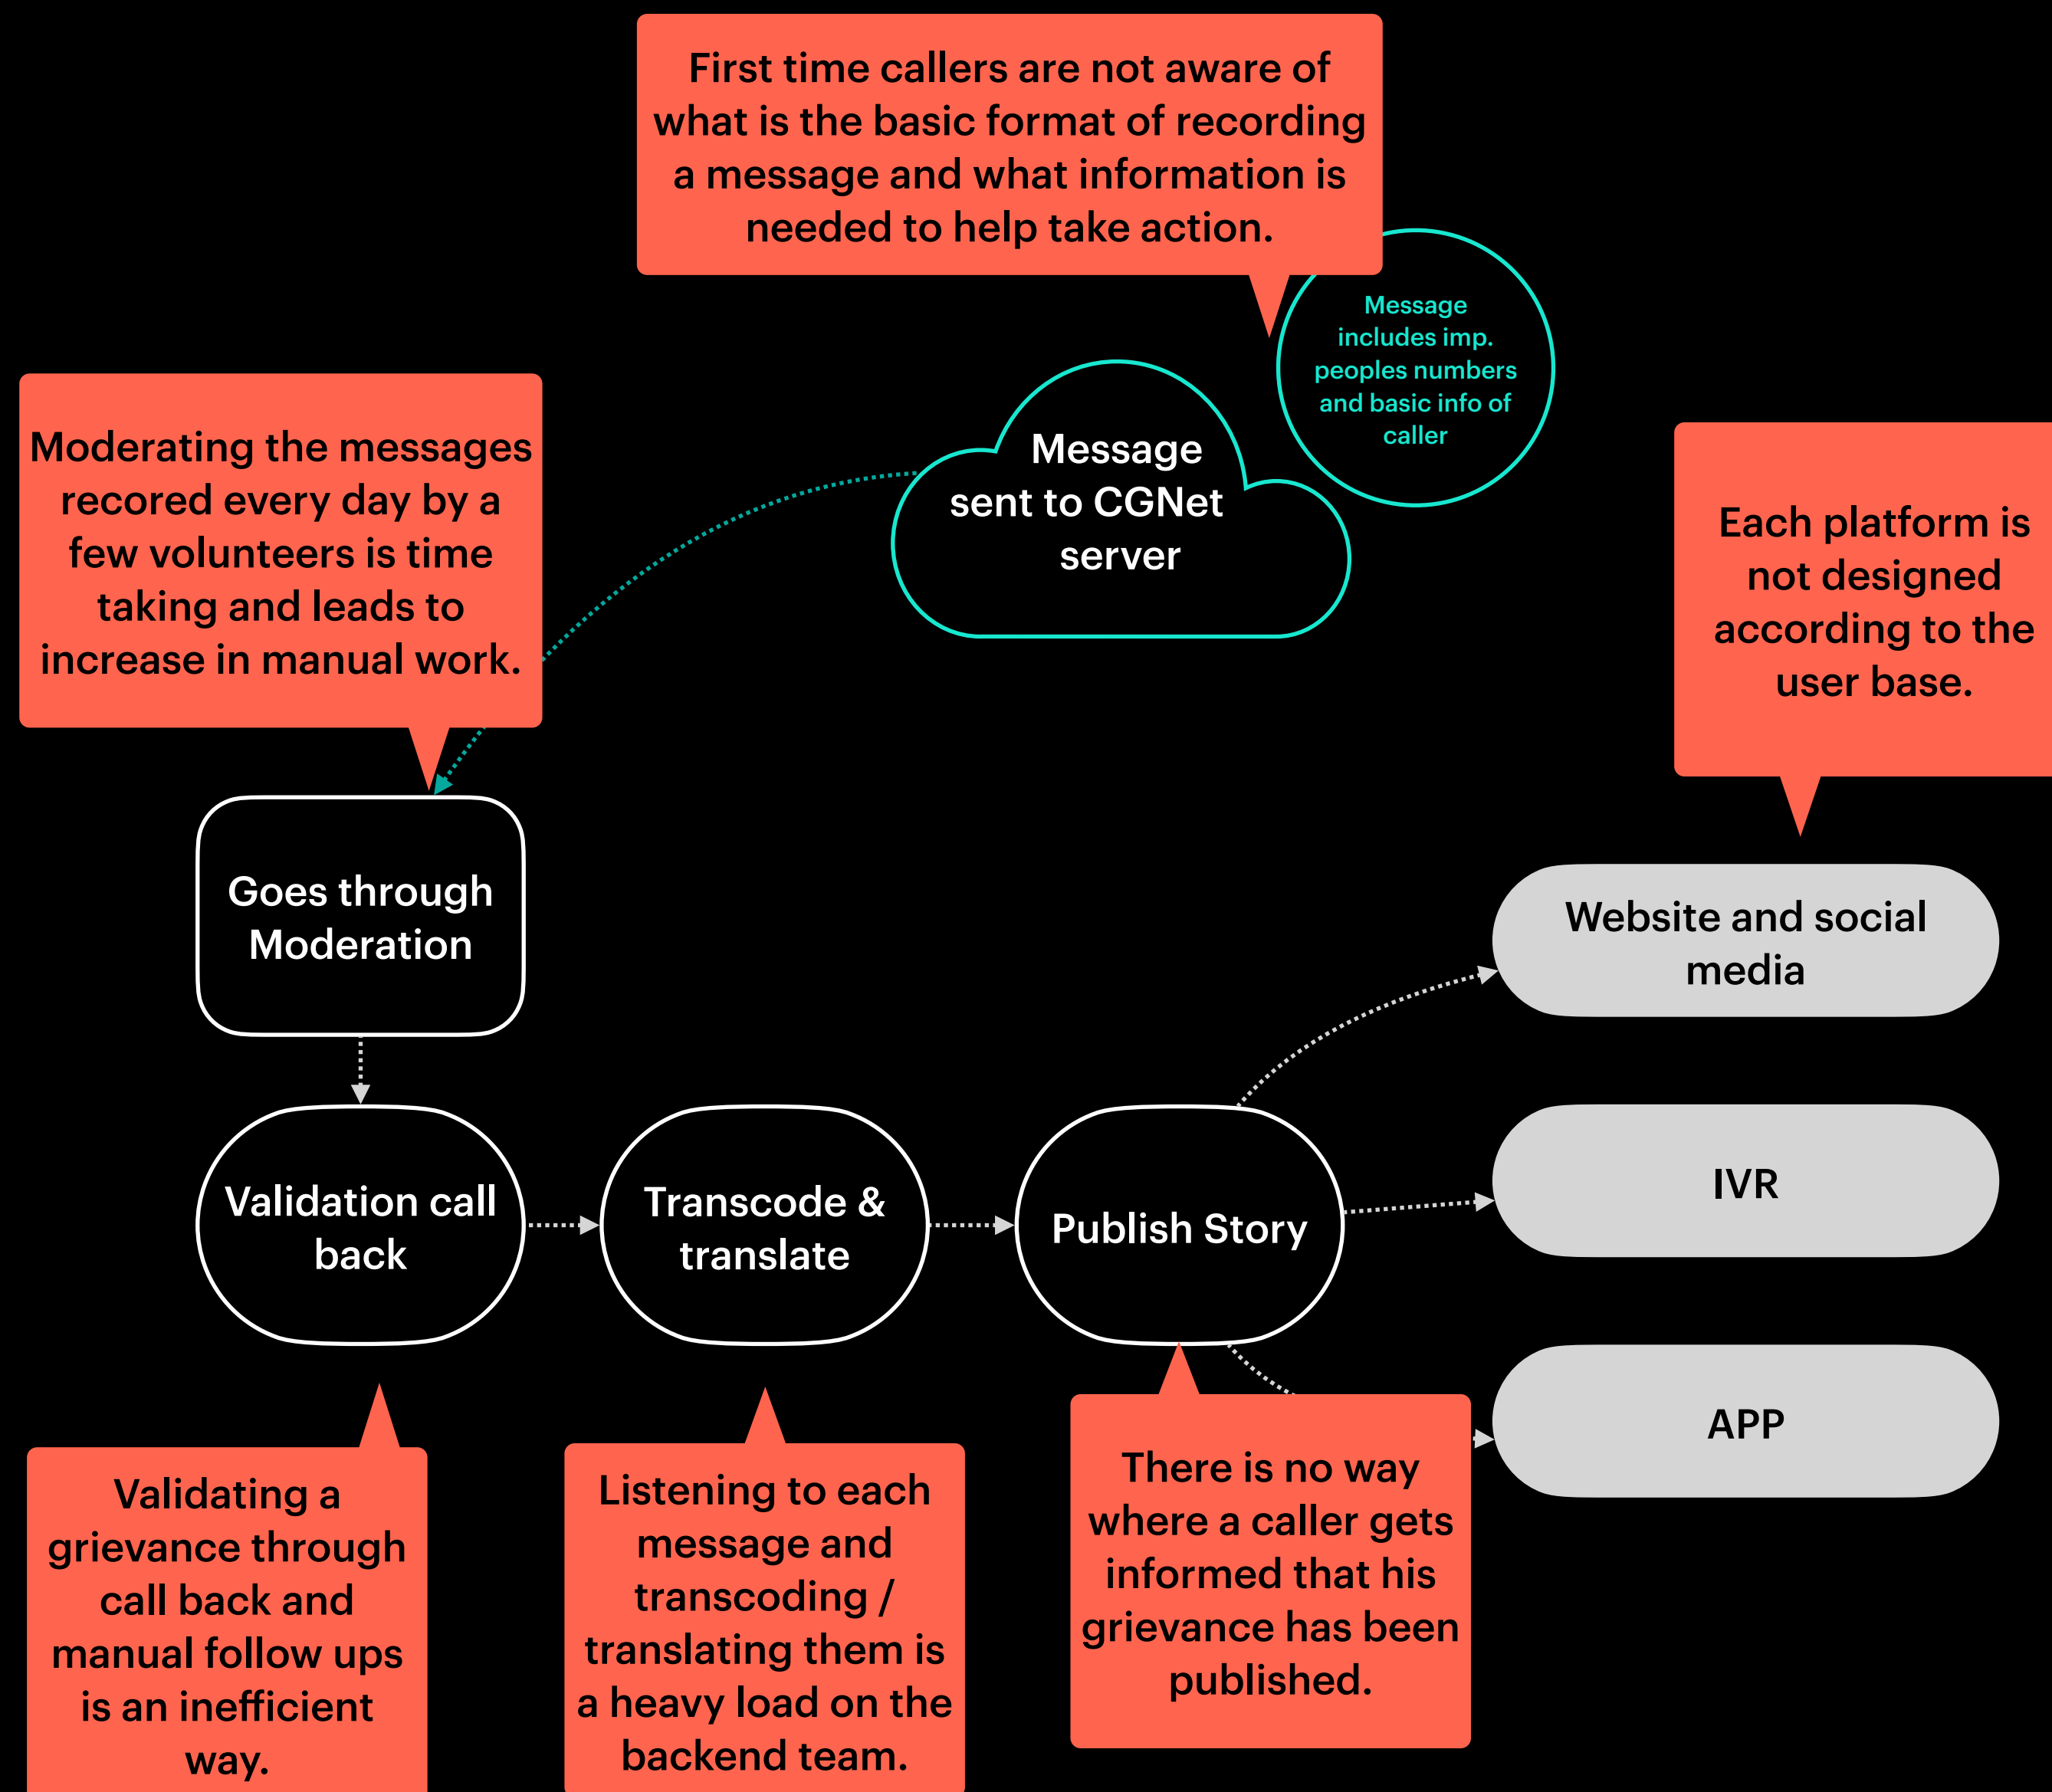 First time callers are not aware of
what is the basic format of recording
a message and what information is
needed to help take action.
Message
includes imp.
peoples numbers
and basic info of
caller
Moderating the messages
recored every day by a
few volunteers is time
taking and leads to
increase in manual work.
Message
sent to CGNet
server
Each platform is
not designed
according to the
user base.
Goes through
Moderation
Website and social
media
Validation call
back
Transcode &
translate
Publish Story
IVR
APP
Validating a
grievance through
call back and
manual follow ups
is an inefficient
way.
Listening to each
message and
transcoding /
translating them is
a heavy load on the
backend team.
There is no way
where a caller gets
informed that his
grievance has been
published.